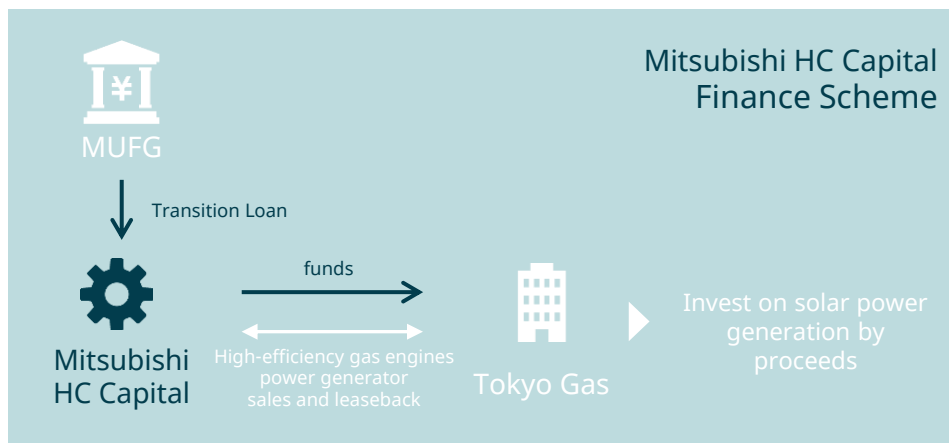 Mitsubishi HC Capital
Finance Scheme
¥
MUFG
Transition Loan
funds
Mitsubishi
HC Capital
High-efficiency gas engines
power generator
sales and leaseback
Tokyo Gas
Invest on solar power
generation by
proceeds